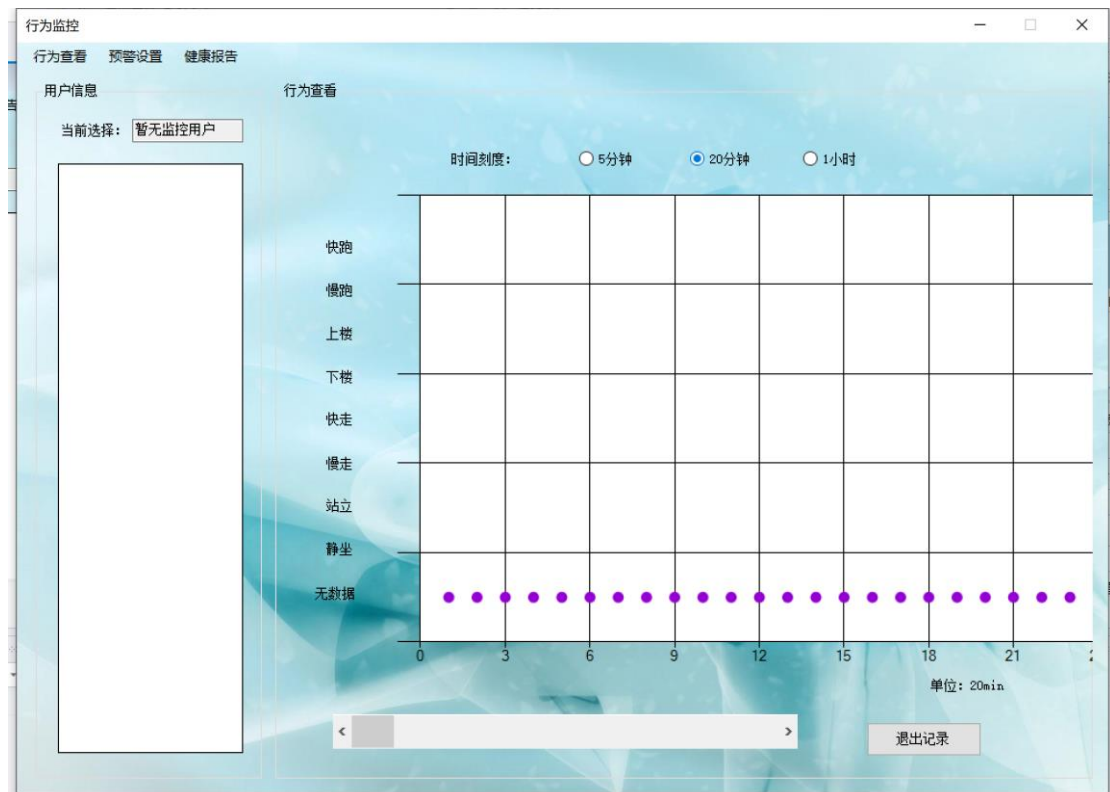 行为监控
行为查看 预警设置 健康报告
用户信息
当前选择： 暂无监控用户
行为查看
时间刻度： 5分钟 20分钟 1小时
快跑
慢跑
上楼
下楼
快走
慢走
站立
静坐
无数据
0 3 6 9 12 15 18 21
单位：20min
退出记录